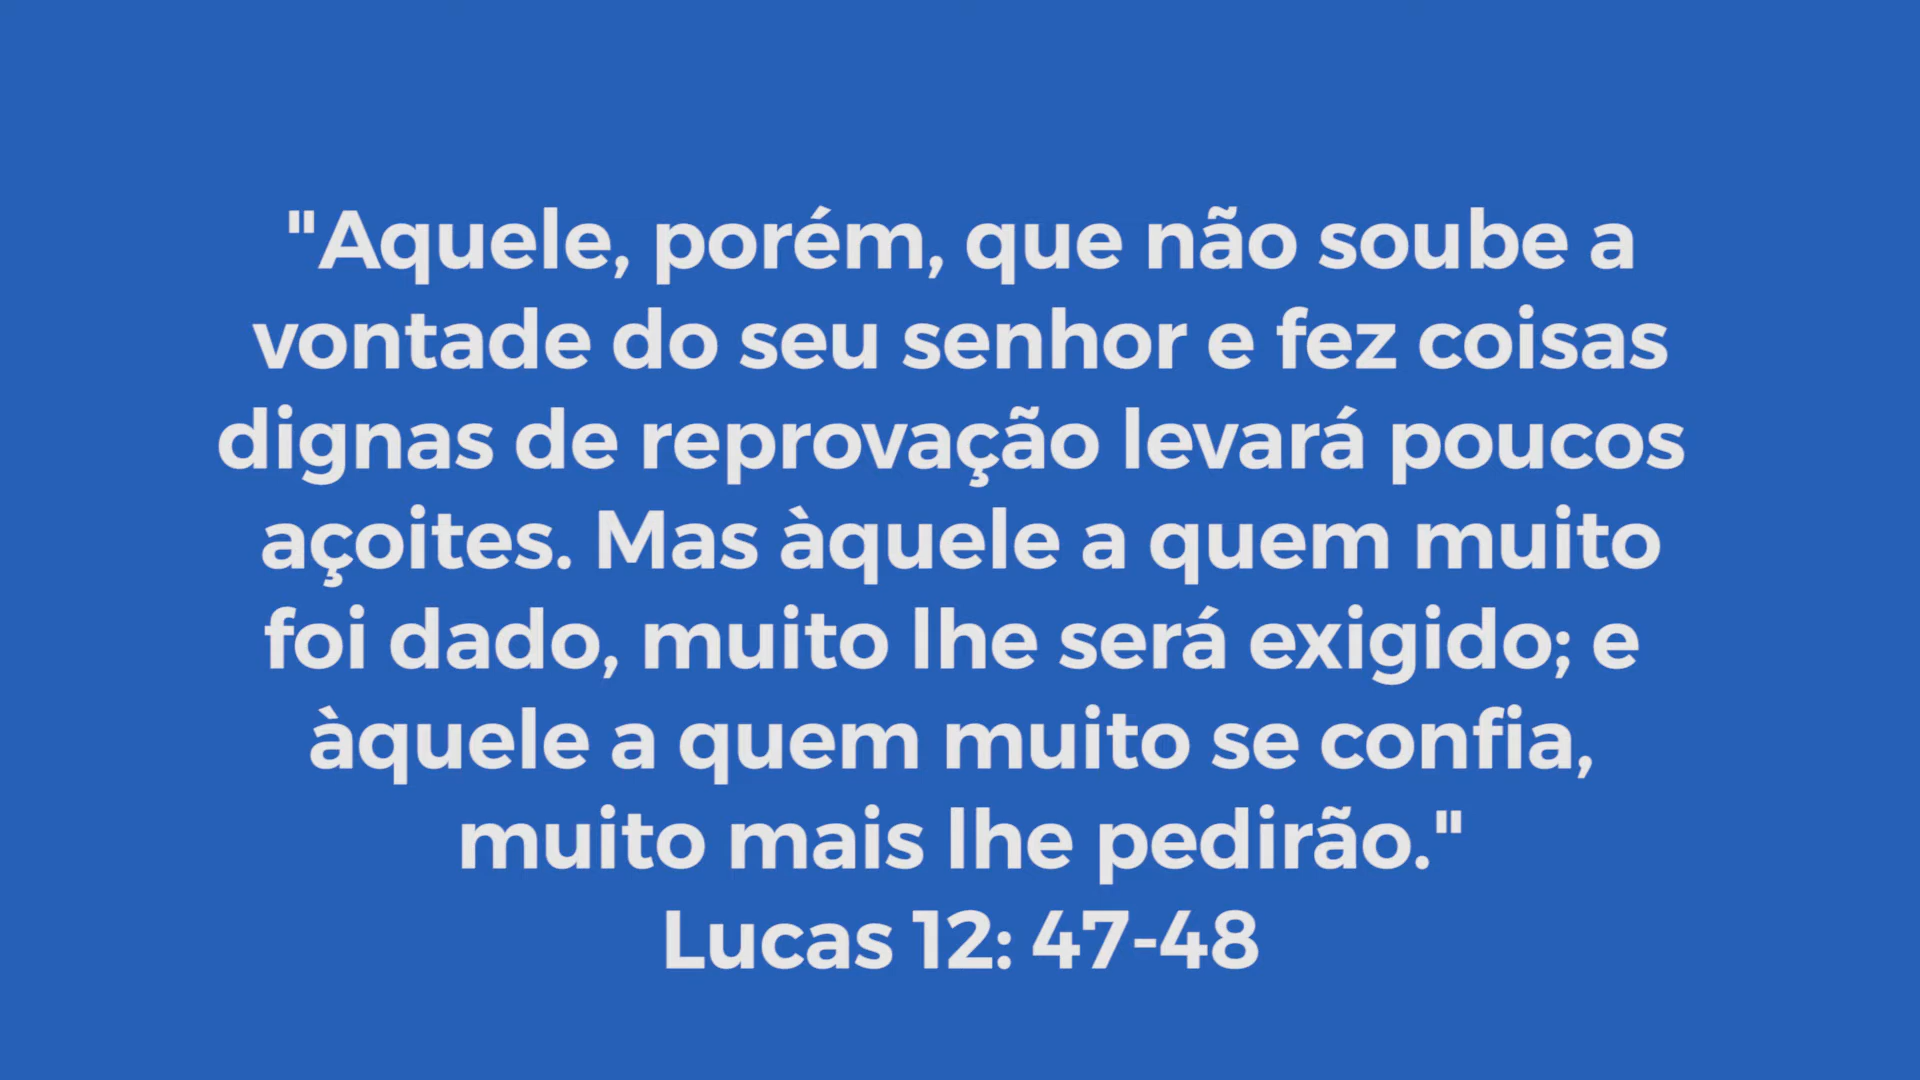 "Aquele, porém, que não soube a
vontade do seu senhor e fez coisas
dignas de reprovação levará poucos
açoites. Mas àquele a quem muito
foi dado, muito lhe será exigido; e
àquele a quem muito se confia,
muito mais lhe pedirão."
Lucas 12: 47-48